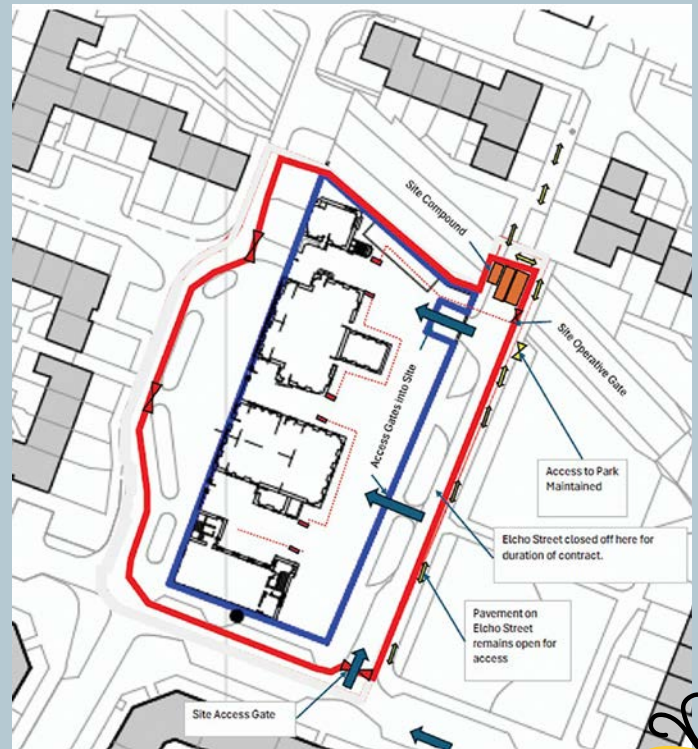 Site Compound
Site Operative Gate
Access Gates into Site
Access to Park
Maintained
Elcho Street closed off here for
duration of contract.
Pavement on
Elcho Street
remains open for
access
Site Access Gate